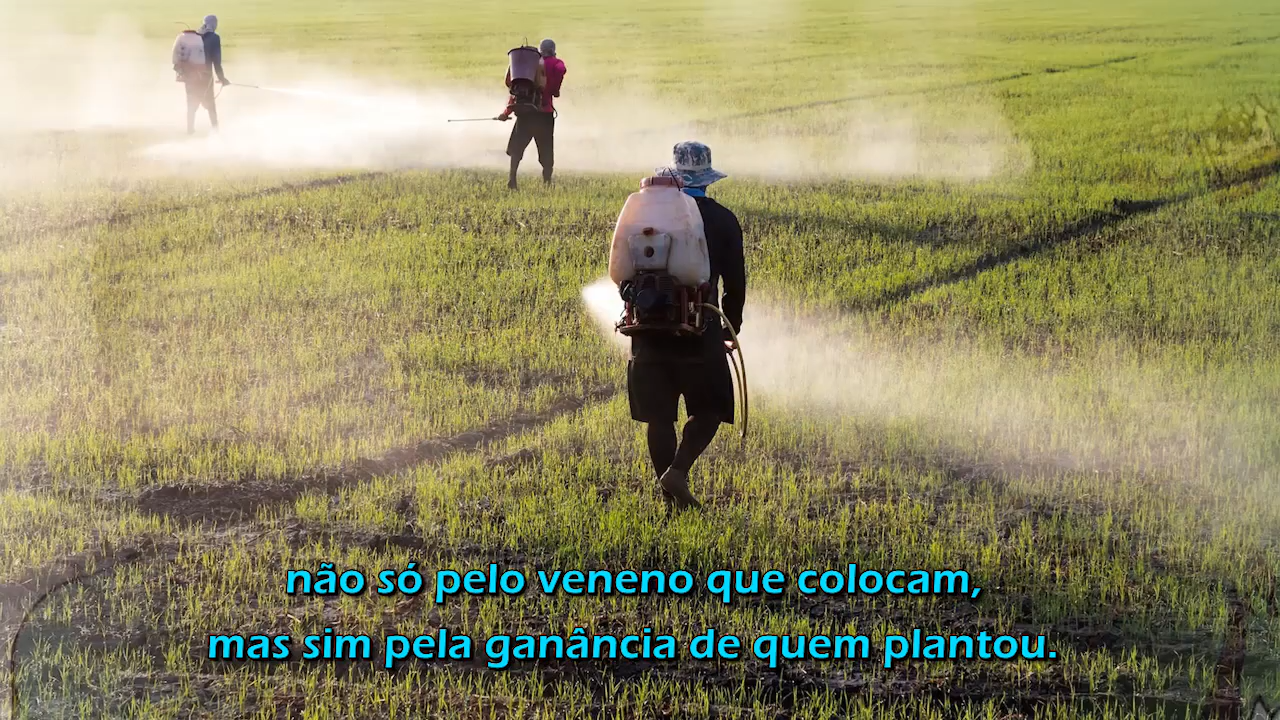 não só pelo veneno que colocam,
mas sim pela ganância de quem plantou.